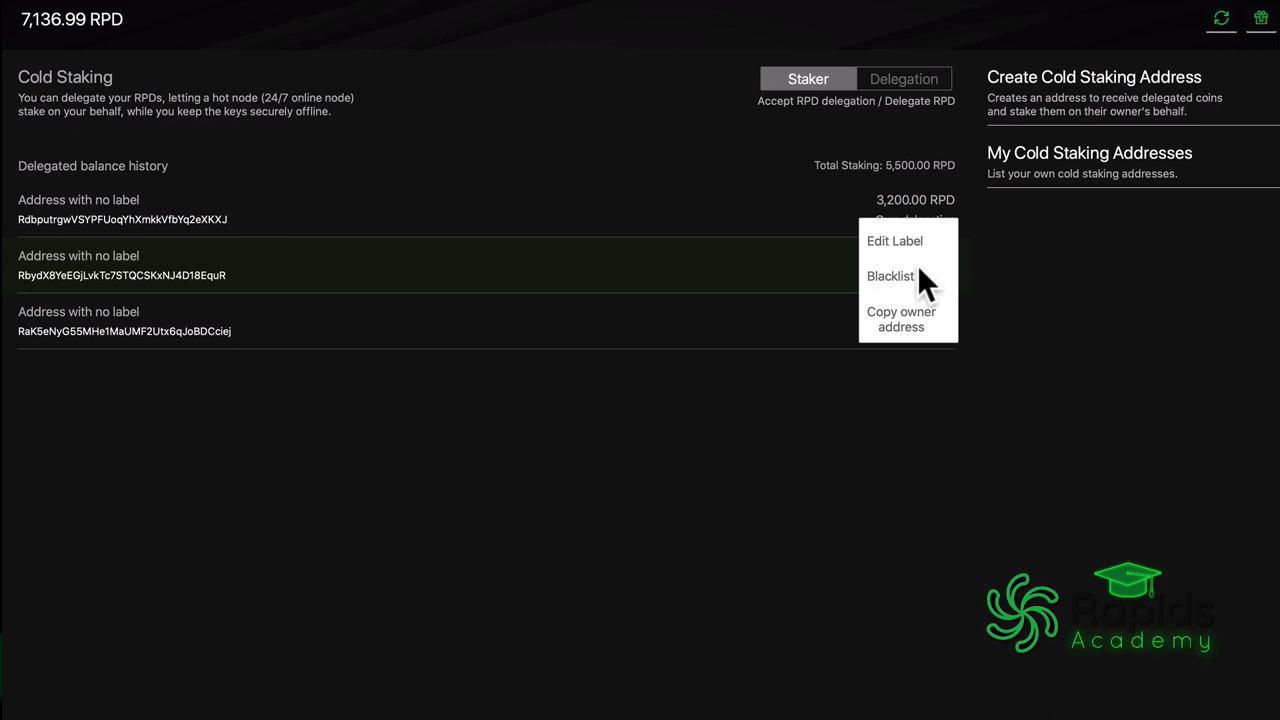 7,136.99 RPD
Cold Staking
You can delegate your RPDs, letting a hot node (24/7 online node)
stake on your behalf, while you keep the keys securely offline.
Staker
Delegation
Accept RPD delegation / Delegate RPD
Delegated balance history
Total Staking: 5,500.00 RPD
Address with no label
3,200.00 RPD
RdbputrgwVSYPFUoqYhXmkkVfbYq2eXKXJ
Address with no label
RbydX8YeEGjLvkTc7STQCSKxNJ4D18EquR
Address with no label
RaK5eNyG55MHe1MaUMF2Utx6qJoBDCciej
Edit Label
Blacklist
Copy owner
address
Create Cold Staking Address
Creates an address to receive delegated coins
and stake them on their owner's behalf.
My Cold Staking Addresses
List your own cold staking addresses.
Rapids
Academy